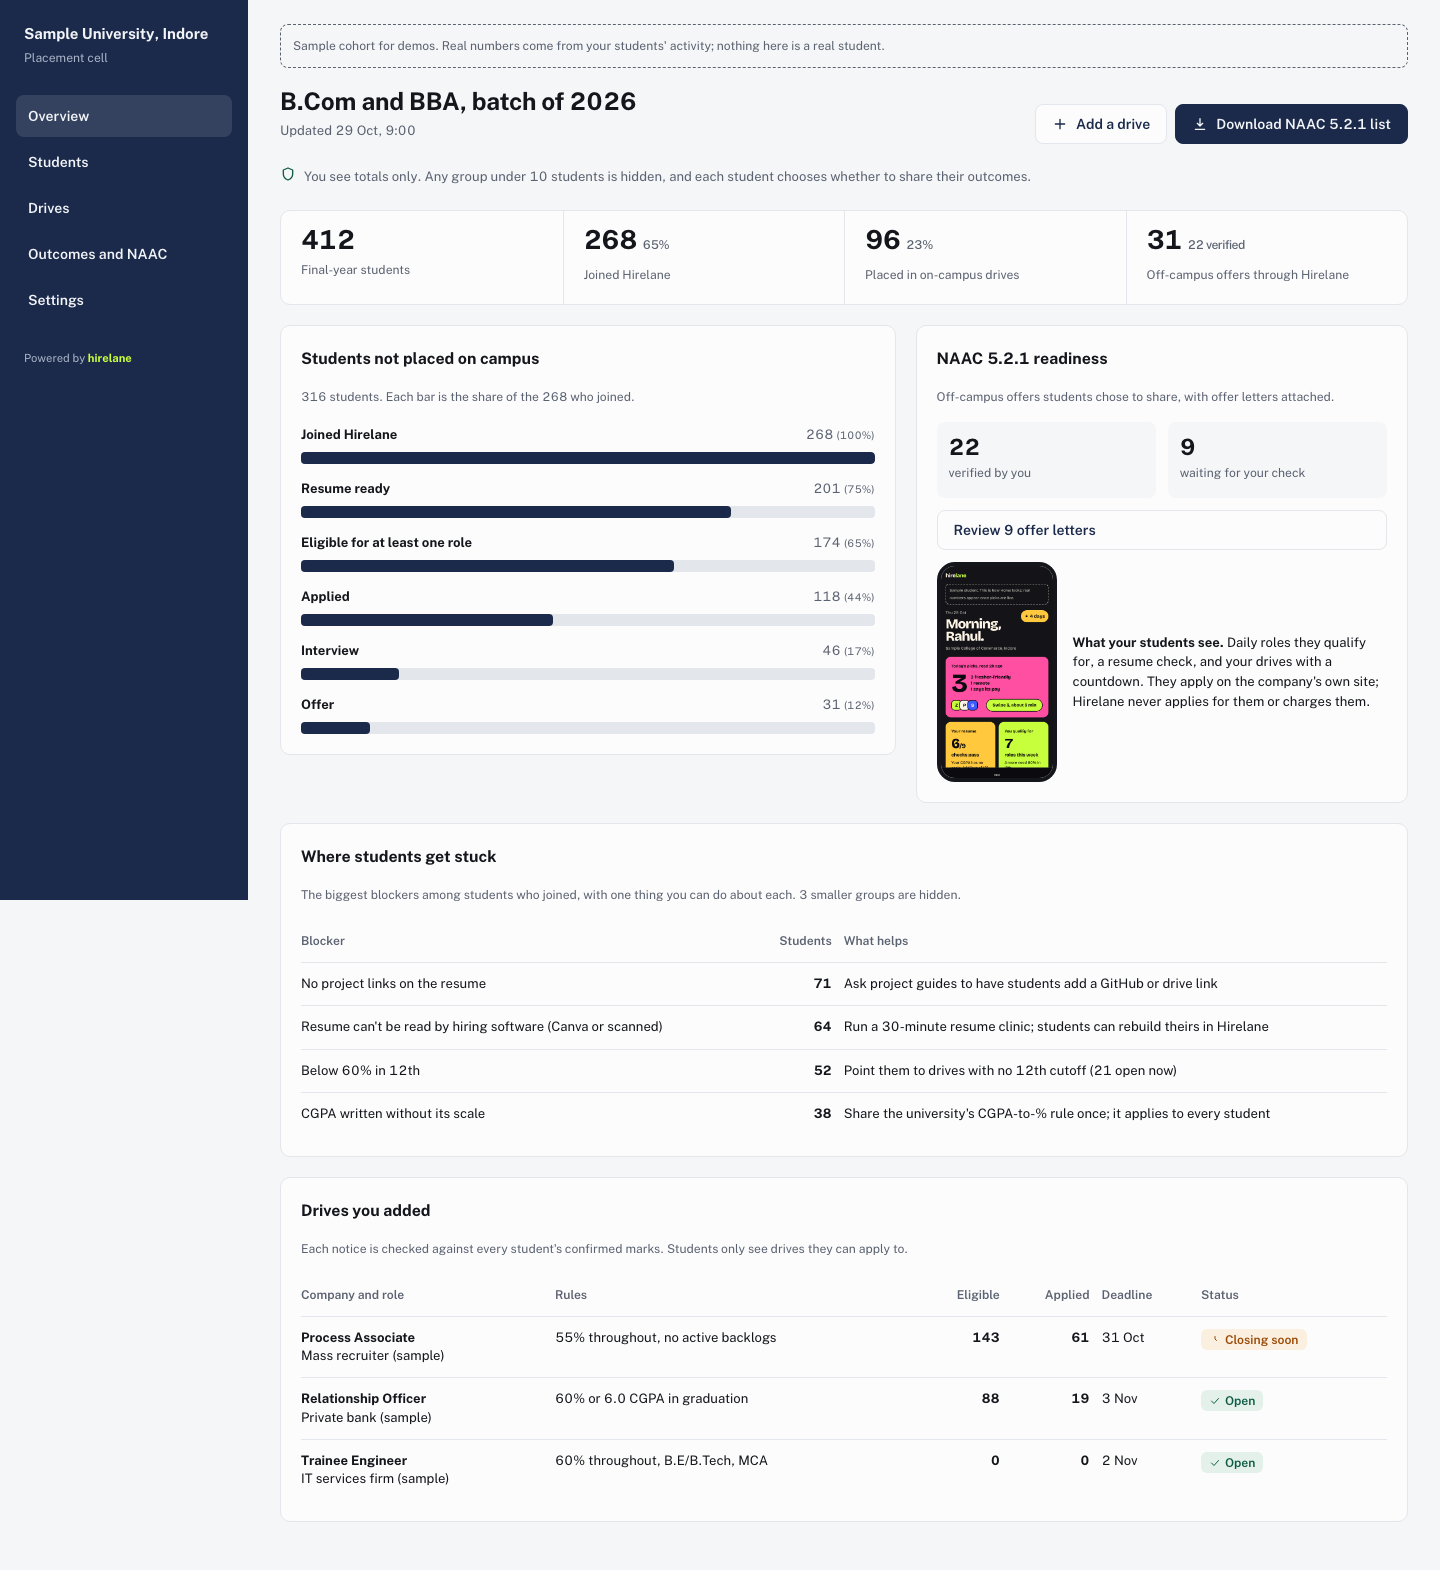 Sample University, Indore
Placement cell
Overview
Students
Drives
Outcomes and NAAC
Settings
Powered by hirelane
Sample cohort for demos. Real numbers come from your students' activity; nothing here is a real student.
B.Com and BBA, batch of 2026
Updated 29 Oct, 9:00
Add a drive
Download NAAC 5.2.1 list
You see totals only. Any group under 10 students is hidden, and each student chooses whether to share their outcomes.
412
Final-year students
268 65%
Joined Hirelane
96 23%
Placed in on-campus drives
31 22 verified
Off-campus offers through Hirelane
Students not placed on campus
316 students. Each bar is the share of the 268 who joined.
Joined Hirelane 268 (100%)
Resume ready 201 (75%)
Eligible for at least one role 174 (65%)
Applied 118 (44%)
Interview 46 (17%)
Offer 31 (12%)
NAAC 5.2.1 readiness
Off-campus offers students chose to share, with offer letters attached.
22
verified by you
9
waiting for your check
Review 9 offer letters
hirelane
4 days
Morning,
Rahul.
Sample College of Commerce, Indore
3
Your resume
6/9
You qualify for
7
roles this week
What your students see. Daily roles they qualify
for, a resume check, and your drives with a
countdown. They apply on the company's own site;
Hirelane never applies for them or charges them.
Where students get stuck
The biggest blockers among students who joined, with one thing you can do about each. 3 smaller groups are hidden.
Blocker Students What helps
No project links on the resume 71 Ask project guides to have students add a GitHub or drive link
Resume can't be read by hiring software (Canva or scanned) 64 Run a 30-minute resume clinic; students can rebuild theirs in Hirelane
Below 60% in 12th 52 Point them to drives with no 12th cutoff (21 open now)
CGPA written without its scale 38 Share the university's CGPA-to-% rule once; it applies to every student
Drives you added
Each notice is checked against every student's confirmed marks. Students only see drives they can apply to.
Company and role Rules Eligible Applied Deadline Status
Process Associate 55% throughout, no active backlogs 143 61 31 Oct Closing soon
Mass recruiter (sample)
Relationship Officer 60% or 6.0 CGPA in graduation 88 19 3 Nov Open
Private bank (sample)
Trainee Engineer 60% throughout, B.E/B.Tech, MCA 0 0 2 Nov Open
IT services firm (sample)